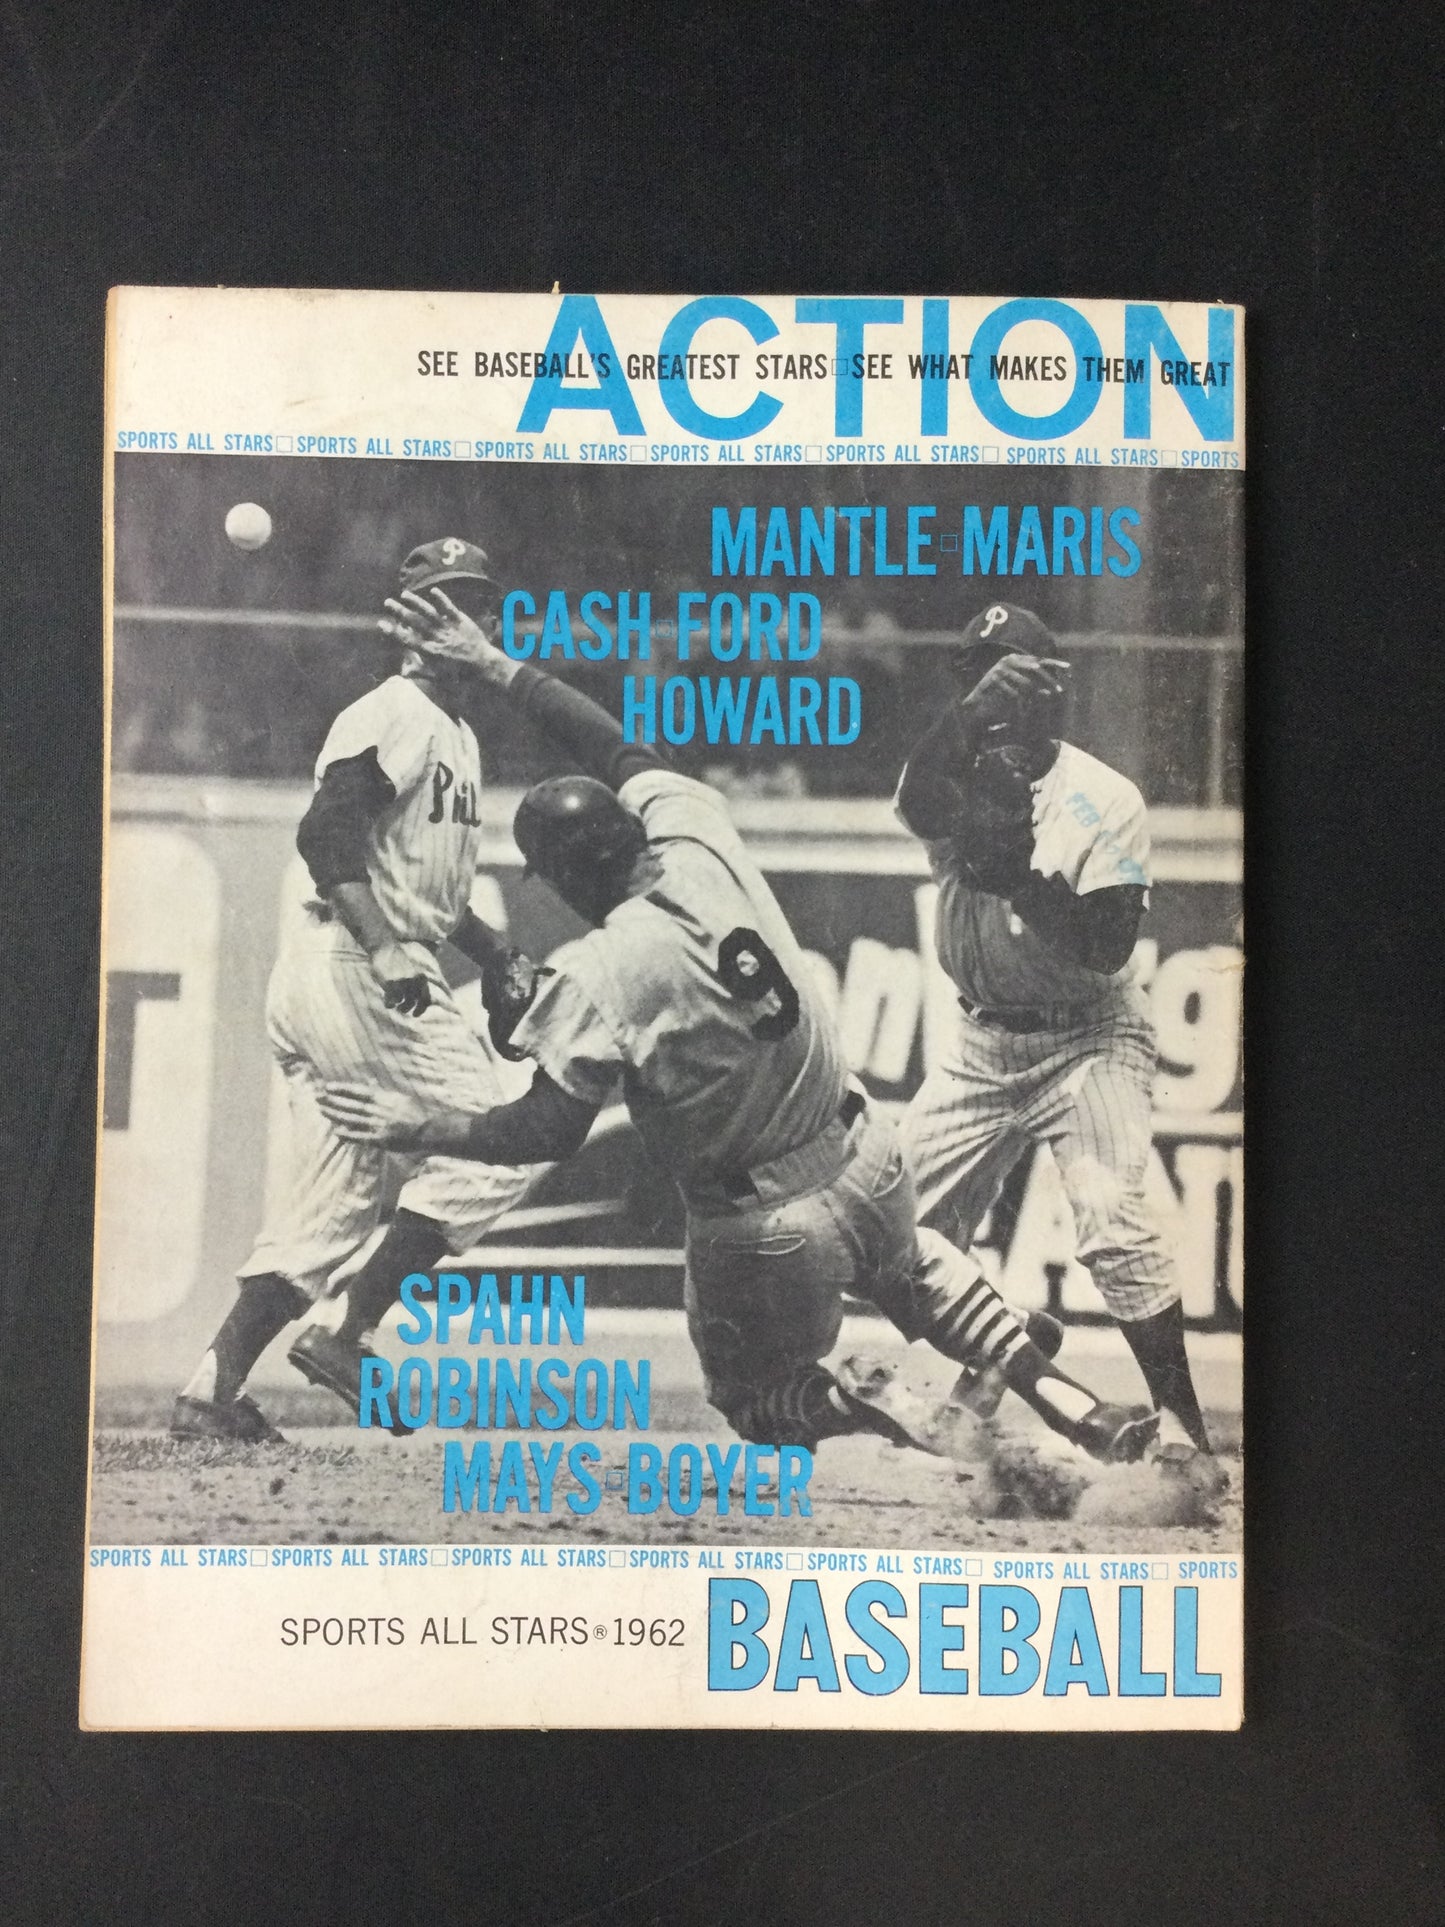 ACTION
SEE BASEBALL'S GREATEST STARS□SEE WHAT MAKES THEM GREAT
SPORTS ALL STARS□SPORTS ALL STARS□SPORTS ALL STARS□SPORTS ALL STARS□SPORTS ALL STARS□SPORTS ALL STARS□SPORTS
MANTLE□MARIS
CASH□FORD
HOWARD
P
P
Phil
9
SPAHN
ROBINSON
MAYS□BOYER
SPORTS ALL STARS□SPORTS ALL STARS□SPORTS ALL STARS□SPORTS ALL STARS□SPORTS ALL STARS□SPORTS ALL STARS□SPORTS
SPORTS ALL STARS®1962
BASEBALL